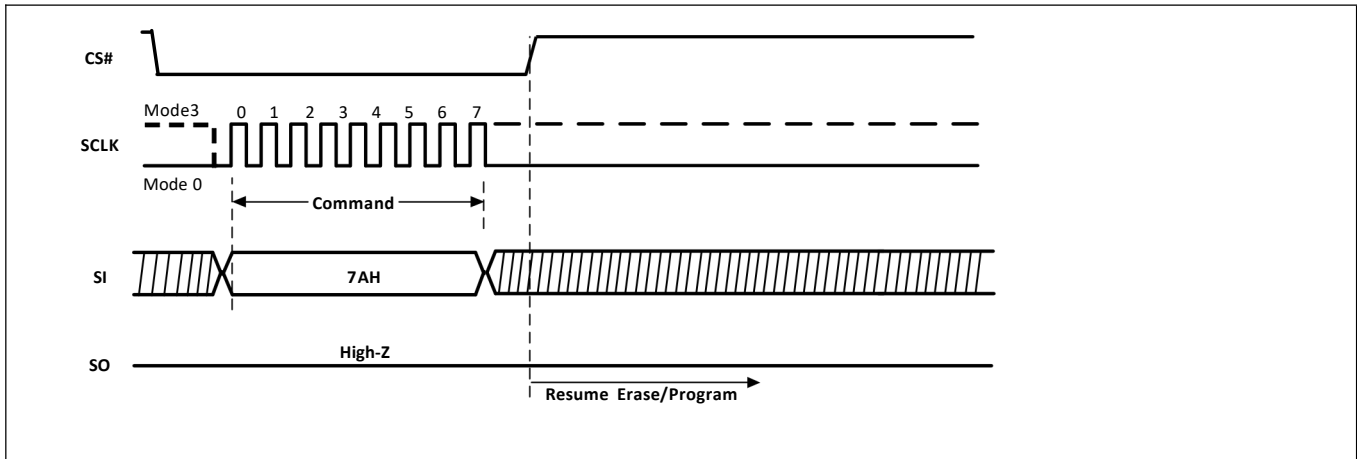 CS#
Mode3
0 1 2 3 4 5 6 7
SCLK
Mode 0
Command
SI
7AH
High-Z
SO
Resume Erase/Program